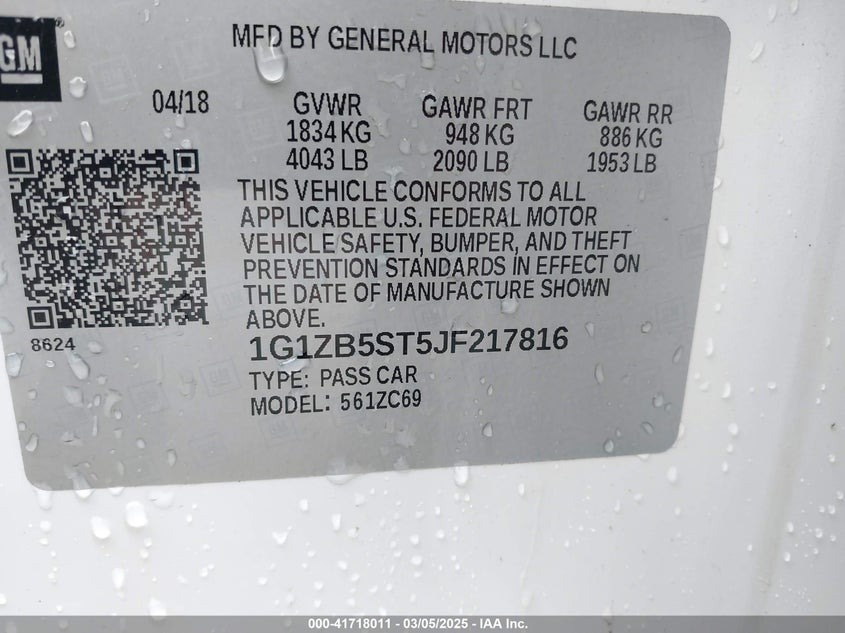 GM
MFD BY GENERAL MOTORS LLC
04/18 GVWR GAWR FRT GAWR RR
1834 KG 948 KG 886 KG
4043 LB 2090 LB 1953 LB
THIS VEHICLE CONFORMS TO ALL
APPLICABLE U.S. FEDERAL MOTOR
VEHICLE SAFETY, BUMPER, AND THEFT
PREVENTION STANDARDS IN EFFECT ON
THE DATE OF MANUFACTURE SHOWN
ABOVE.
8624
1G1ZB5ST5JF217816
TYPE: PASS CAR
MODEL: 561ZC69
000-41718011 - 03/05/2025 - IAA Inc.